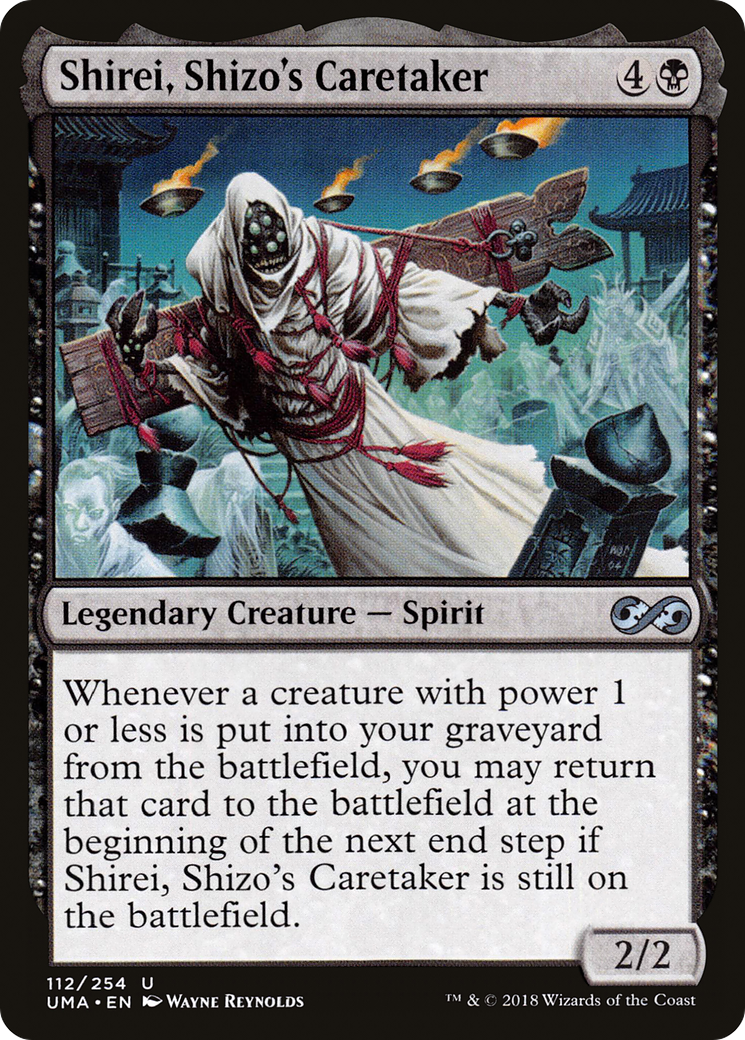 Shirei, Shizo's Caretaker 4
Legendary Creature — Spirit
Whenever a creature with power 1
or less is put into your graveyard
from the battlefield, you may return
that card to the battlefield at the
beginning of the next end step if
Shirei, Shizo's Caretaker is still on
the battlefield.
2/2
112/254 U
UMA • EN Wayne Reynolds
™ & © 2018 Wizards of the Coast